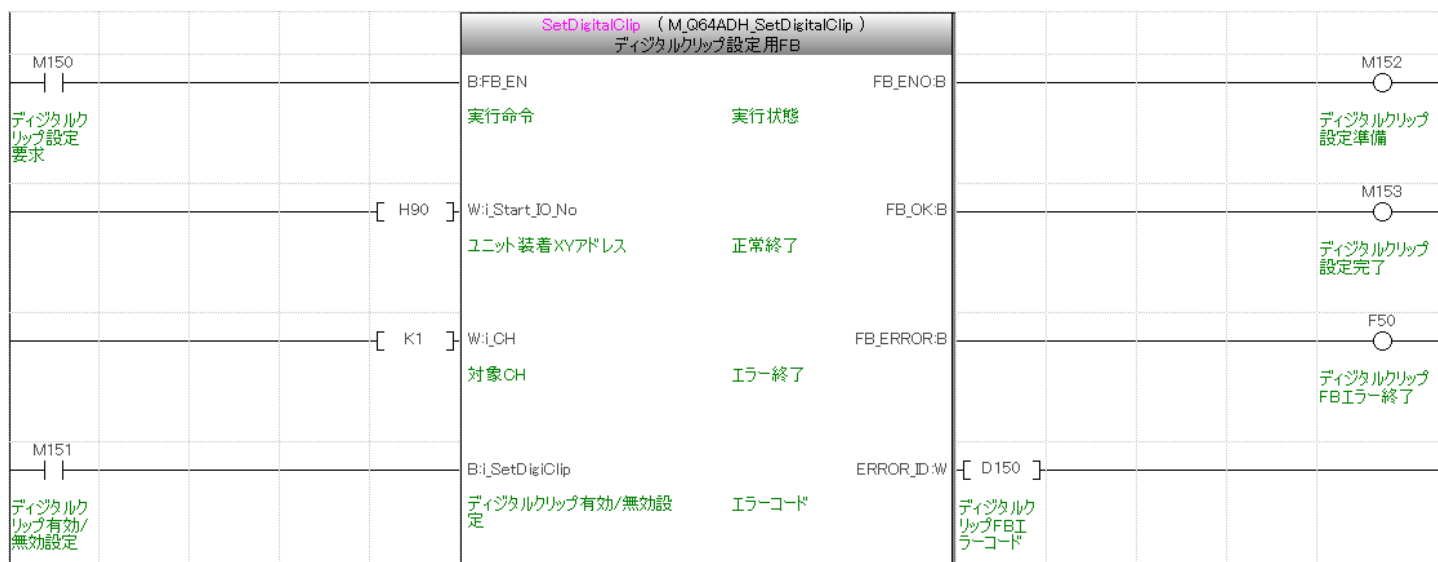 SetDigitalClip ( M_Q64ADH_SetDigitalClip )
ディジタルクリップ設定用FB
M150
B:FB_EN
FB_ENO:B
M152
ディジタルク
リップ設定
要求
実行命令
実行状態
ディジタルクリップ
設定準備
H90
W:i_Start_IO_No
FB_OK:B
M153
ユニット装着XYアドレス
正常終了
ディジタルクリップ
設定完了
K1
W:i_CH
FB_ERROR:B
F50
対象CH
エラー終了
ディジタルクリップ
FBエラー終了
M151
B:i_SetDigiClip
ERROR_ID:W
D150
ディジタルク
リップ有効/
無効設定
ディジタルクリップ有効/無効設
定
エラーコード
ディジタルク
リップFBエ
ラーコード